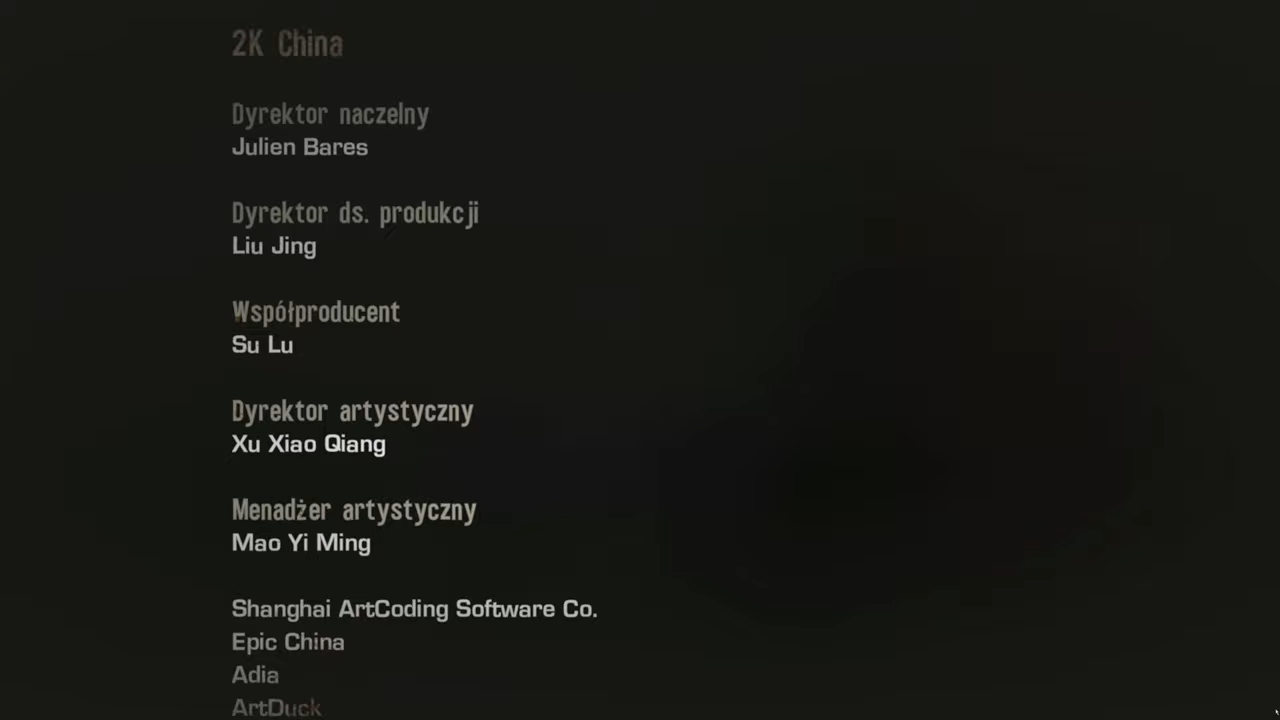 2K China
Dyrektor naczelny
Julien Bares
Dyrektor ds. produkcji
Liu Jing
Współproducent
Su Lu
Dyrektor artystyczny
Xu Xiao Qiang
Menadżer artystyczny
Mao Yi Ming
Shanghai ArtCoding Software Co.
Epic China
Adia
ArtDuck